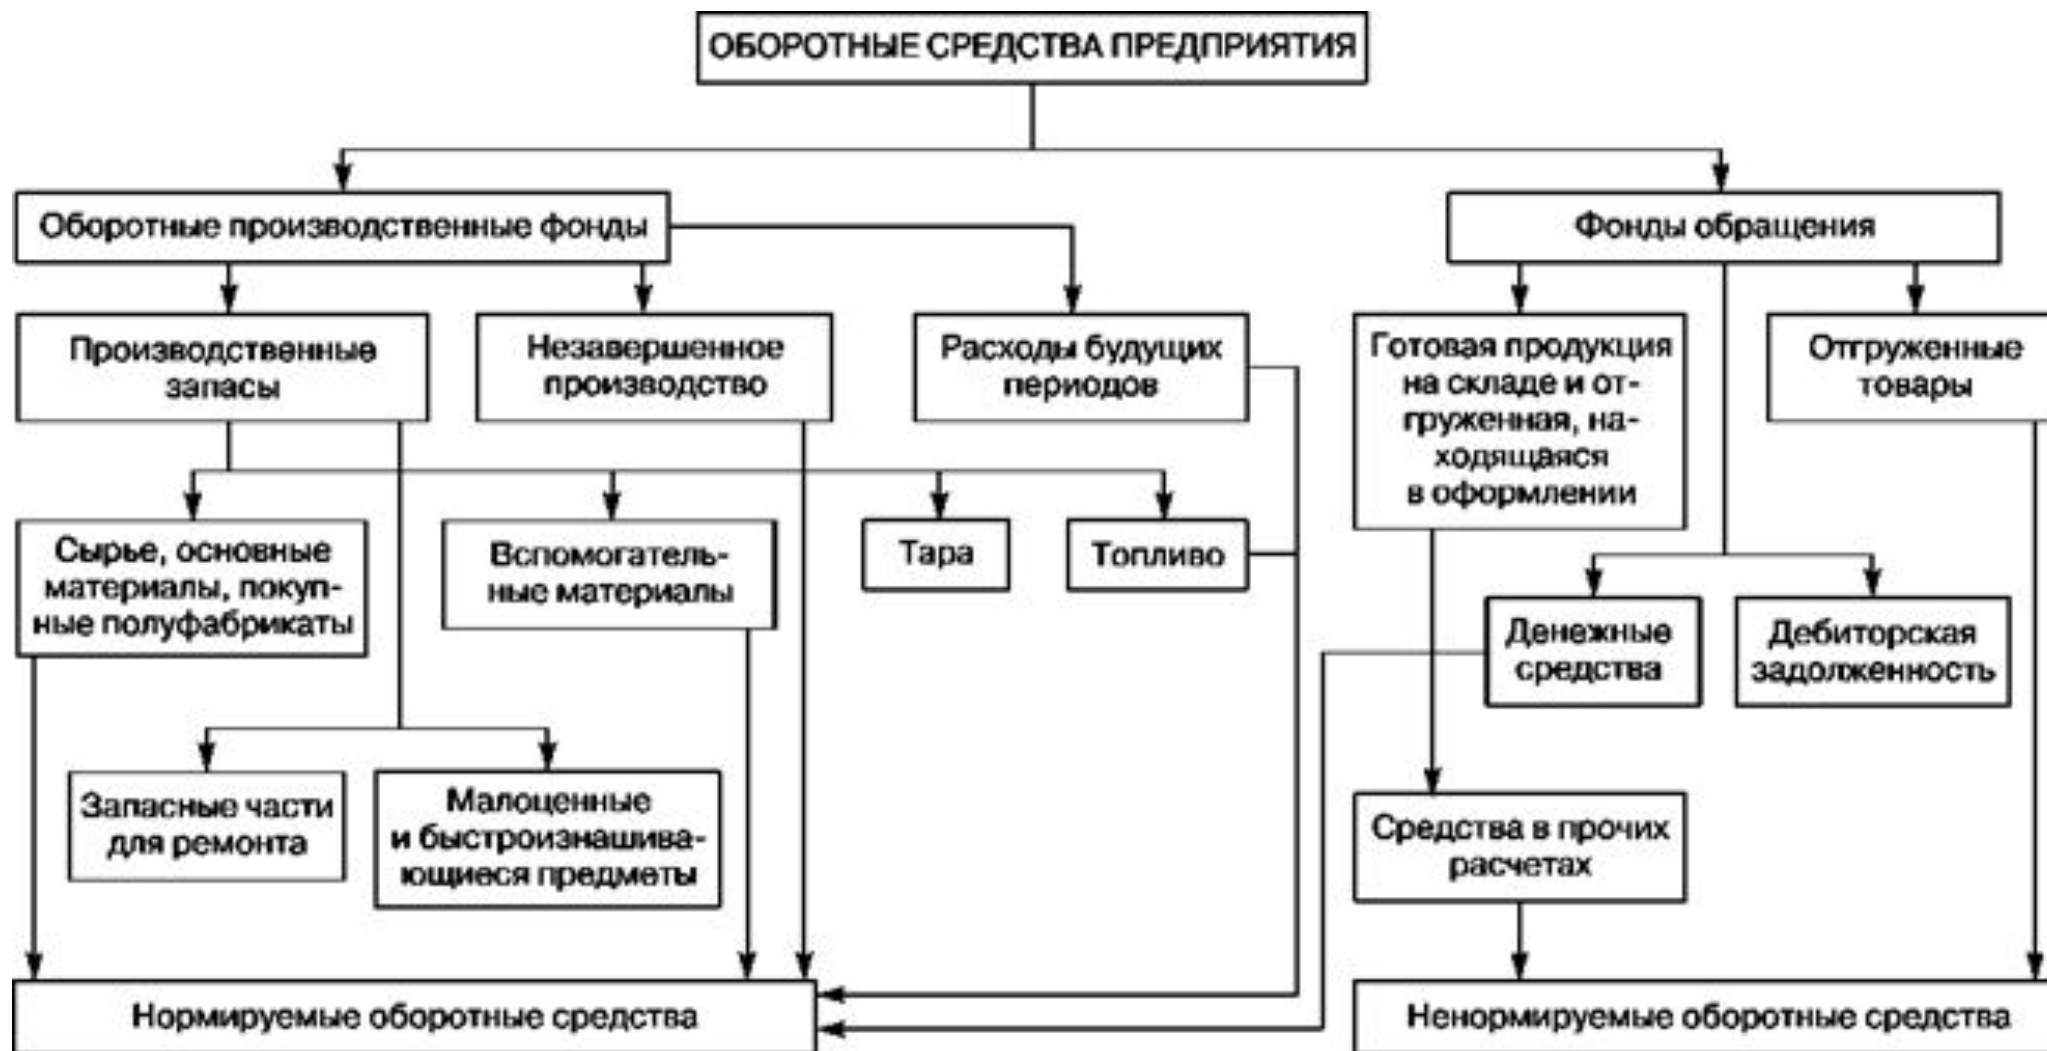 ОБОРОТНЫЕ СРЕДСТВА ПРЕДПРИЯТИЯ
Оборотные производственные фонды
Фонды обращения
Производственные
запасы
Незавершенное
производство
Расходы будущих
периодов
Готовая продукция
на складе и от-
груженная, на-
ходящаяся
в оформлении
Отгруженные
товары
Сырье, основные
материалы, покуп-
ные полуфабрикаты
Вспомогатель-
ные материалы
Тара
Топливо
Денежные
средства
Дебиторская
задолженность
Запасные части
для ремонта
Малоценные
и быстроизнашива-
ющиеся предметы
Средства в прочих
расчетах
Нормируемые оборотные средства
Ненормируемые оборотные средства